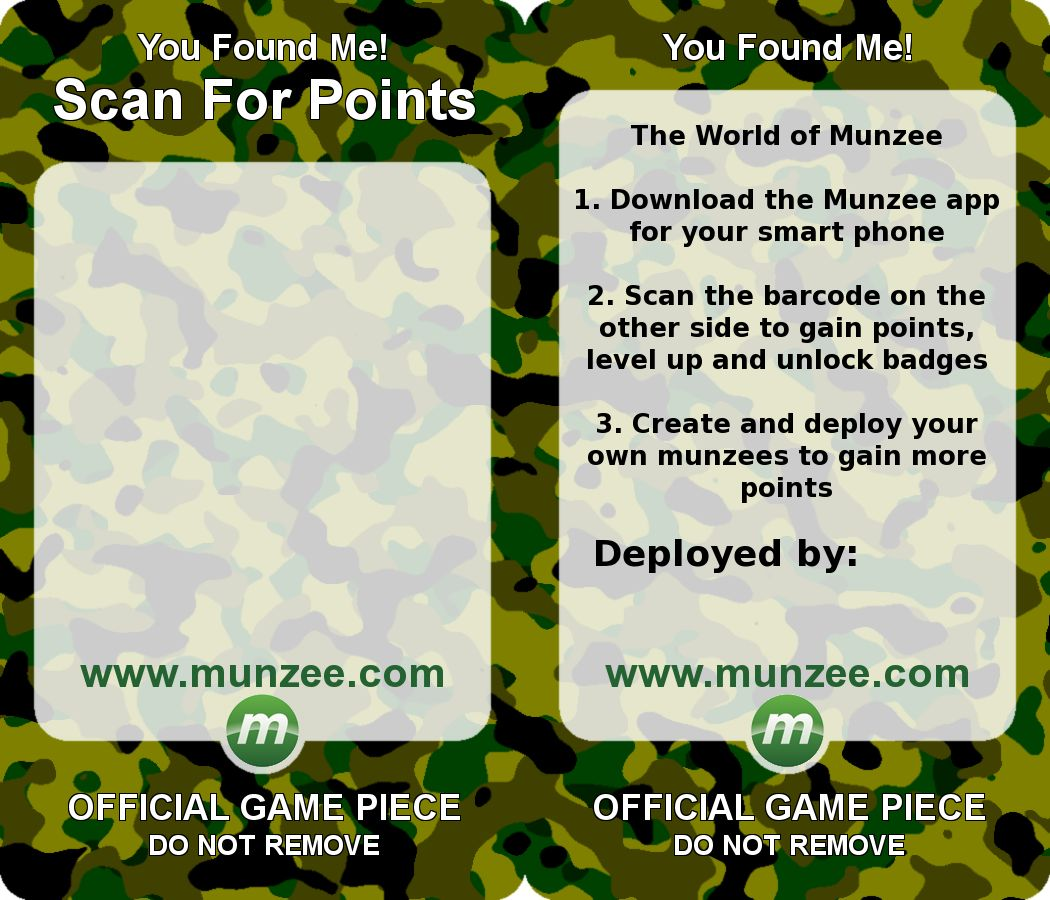 You Found Me!
Scan For Points
www.munzee.com
m
OFFICIAL GAME PIECE
DO NOT REMOVE
You Found Me!
The World of Munzee
1. Download the Munzee app
for your smart phone
2. Scan the barcode on the
other side to gain points,
level up and unlock badges
3. Create and deploy your
own munzees to gain more
points
Deployed by:
www.munzee.com
m
OFFICIAL GAME PIECE
DO NOT REMOVE